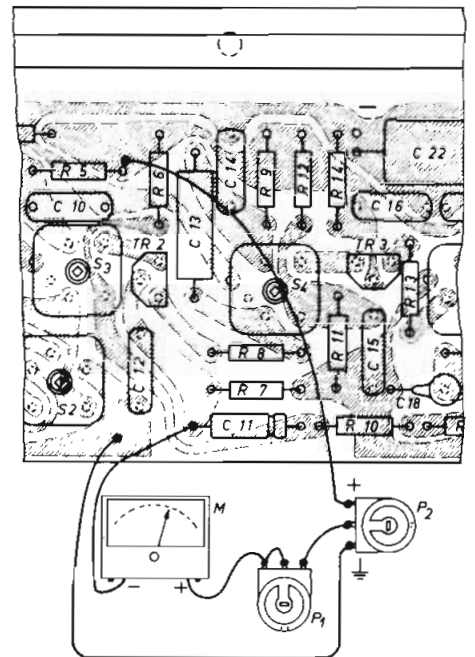 −
R 5
R 6
C 14
R 9
R 12
R 14
C 22
C 10
C 13
C 16
S3
TR 2
S4
TR 3
R 13
R 11
C 15
R 8
C 12
R 7
C18
S2
C 11
R 10
R
+
M
P2
− +
P1